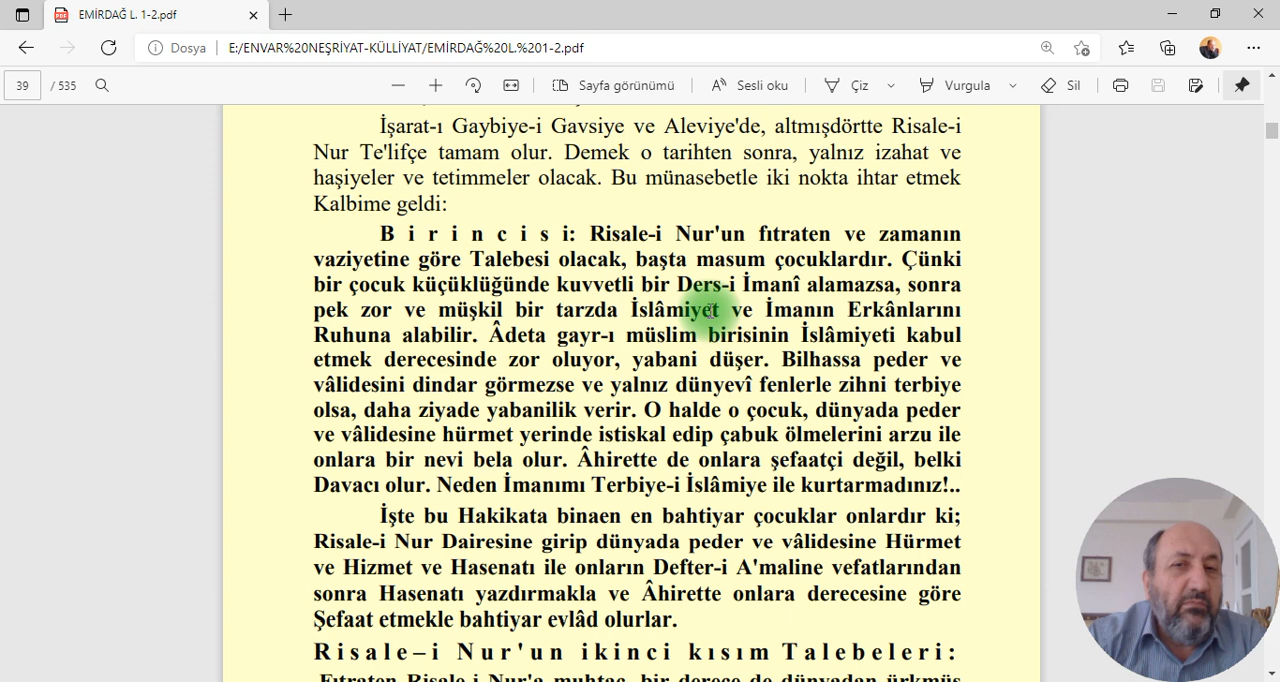 EMİRDAĞ L. 1-2.pdf
Dosya
E:/ENVAR%20NEŞRİYAT-KÜLLİYAT/EMİRDAĞ%20L.%201-2.pdf
39 / 535
Sayfa görünümü
Sesli oku
Çiz
Vurgula
Sil
İşarat-ı Gaybiye-i Gavsiye ve Aleviye'de, altmışdörtte Risale-i
Nur Te'lifçe tamam olur. Demek o tarihten sonra, yalnız izahat ve
haşiyeler ve tetimmeler olacak. Bu münasebetle iki nokta ihtar etmek
Kalbime geldi:
B i r i n c i s i: Risale-i Nur'un fıtraten ve zamanın
vaziyetine göre Talebesi olacak, başta masum çocuklardır. Çünki
bir çocuk küçüklüğünde kuvvetli bir Ders-i İmanî alamazsa, sonra
pek zor ve müşkil bir tarzda İslâmiyet ve İmanın Erkânlarını
Ruhuna alabilir. Âdeta gayr-ı müslim birisinin İslâmiyeti kabul
etmek derecesinde zor oluyor, yabani düşer. Bilhassa peder ve
vâlidesini dindar görmezse ve yalnız dünyevî fenlerle zihni terbiye
olsa, daha ziyade yabanilik verir. O halde o çocuk, dünyada peder
ve vâlidesine hürmet yerinde istiskal edip çabuk ölmelerini arzu ile
onlara bir nevi bela olur. Âhirette de onlara şefaatçi değil, belki
Davacı olur. Neden İmanımı Terbiye-i İslâmiye ile kurtarmadınız!..
İşte bu Hakikata binaen en bahtiyar çocuklar onlardır ki;
Risale-i Nur Dairesine girip dünyada peder ve vâlidesine Hürmet
ve Hizmet ve Hasenatı ile onların Defter-i A'maline vefatlarından
sonra Hasenatı yazdırmakla ve Âhirette onlara derecesine göre
Şefaat etmekle bahtiyar evlâd olurlar.
R i s a l e – i N u r ' u n i k i n c i k ı s ı m T a l e b e l e r i :
Fıtraten Risale-i Nur'a muhtaç, bir derece de dünyadan ürkmüş